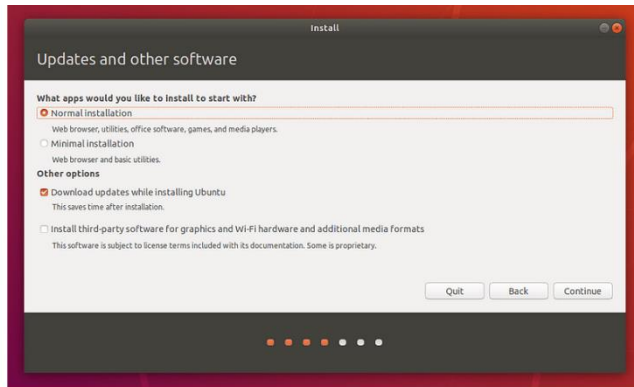 Install
Updates and other software
What apps would you like to install to start with?
Normal installation
Web browser, utilities, office software, games, and media players.
Minimal installation
Web browser and basic utilities.
Other options
Download updates while installing Ubuntu
This saves time after installation.
Install third-party software for graphics and Wi-Fi hardware and additional media formats
This software is subject to license terms included with its documentation. Some is proprietary.
Quit Back Continue